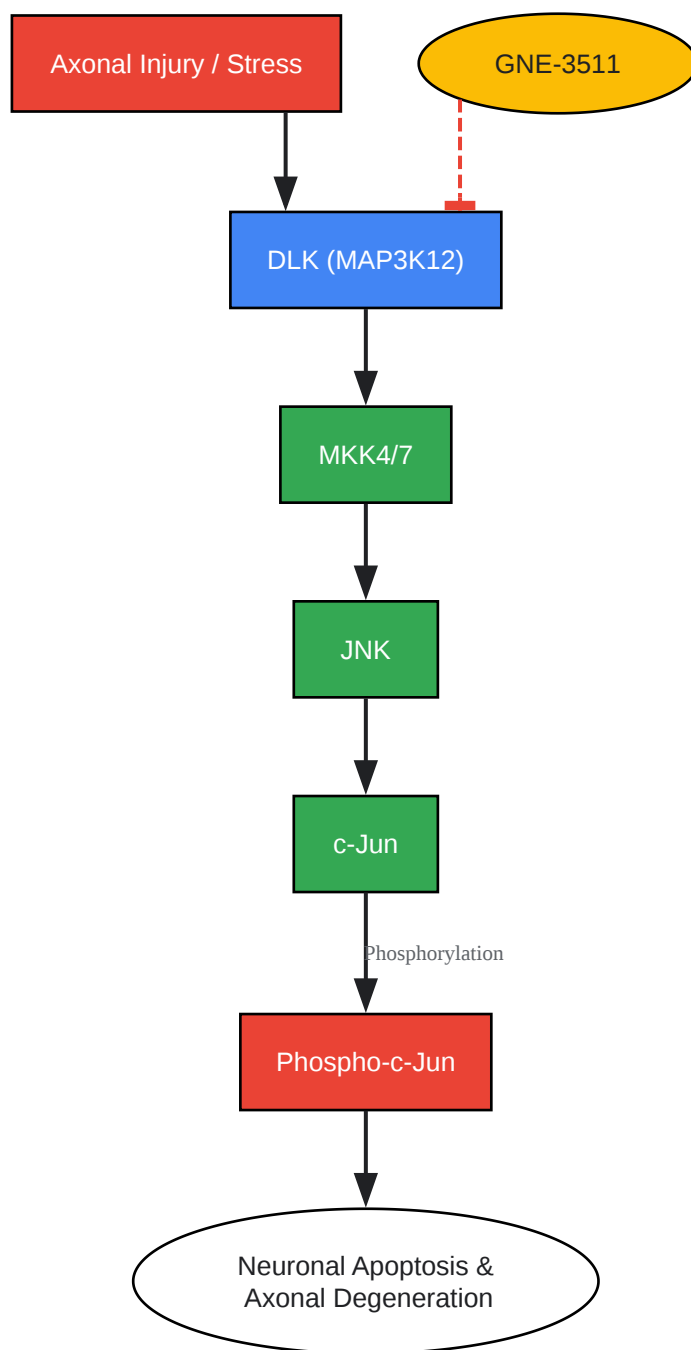 Axonal Injury / Stress
GNE-3511
DLK (MAP3K12)
MKK4/7
JNK
c-Jun
Phosphorylation
Phospho-c-Jun
Neuronal Apoptosis &
Axonal Degeneration